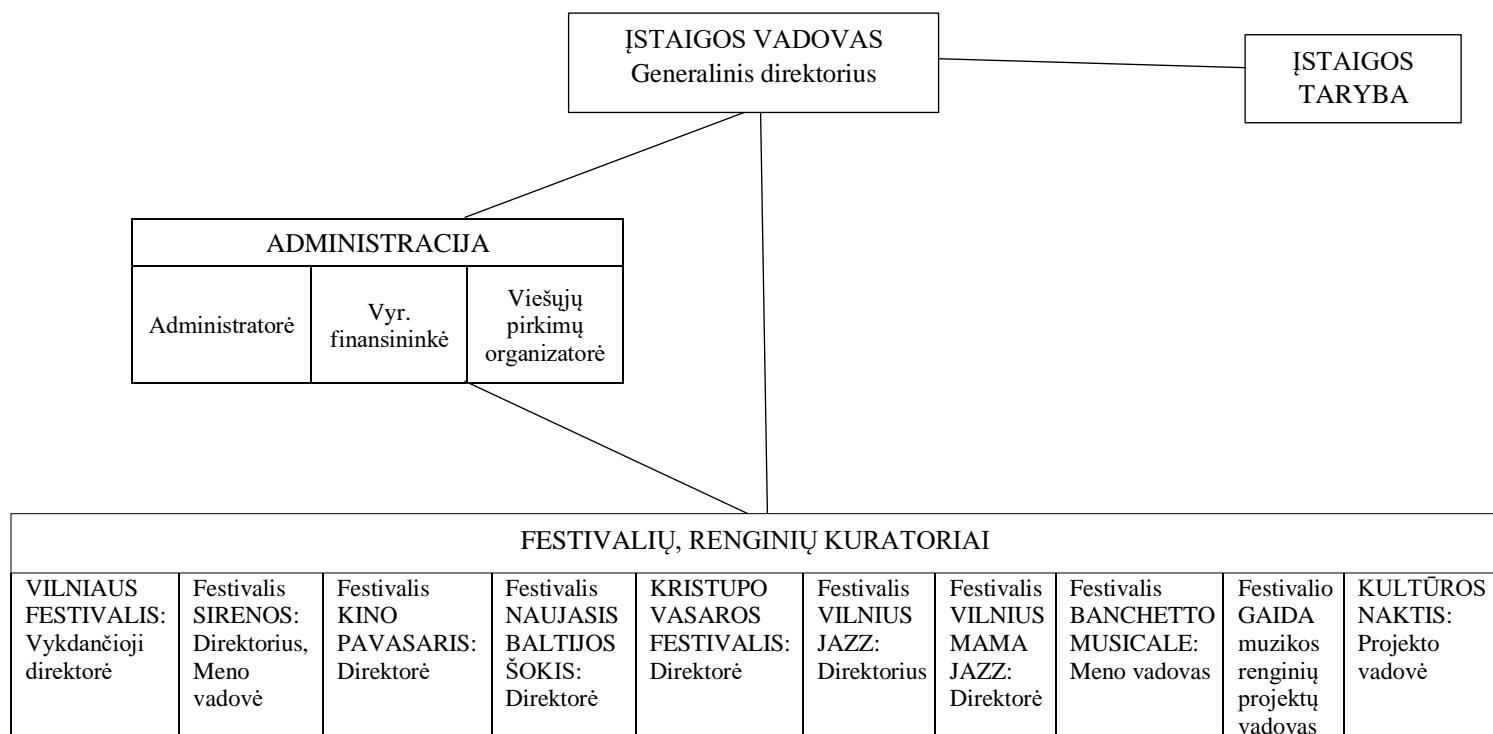 ĮSTAIGOS VADOVAS
Generalinis direktorius
ĮSTAIGOS
TARYBA
ADMINISTRACIJA
Administratorė
Vyr.
finansininkė
Viešųjų
pirkimų
organizatorė
FESTIVALIŲ, RENGINIŲ KURATORIAI
VILNIAUS
FESTIVALIS:
Vykdančioji
direktorė
Festivalis
SIRENOS:
Direktorius,
Meno
vadovė
Festivalis
KINO
PAVASARIS:
Direktorė
Festivalis
NAUJASIS
BALTIJOS
ŠOKIS:
Direktorė
KRISTUPO
VASAROS
FESTIVALIS:
Direktorė
Festivalis
VILNIUS
JAZZ:
Direktorius
Festivalis
VILNIUS
MAMA
JAZZ:
Direktorė
Festivalis
BANCHETTO
MUSICALE:
Meno vadovas
Festivalio
GAIDA
muzikos
renginių
projektų
vadovas
KULTŪROS
NAKTIS:
Projekto
vadovė